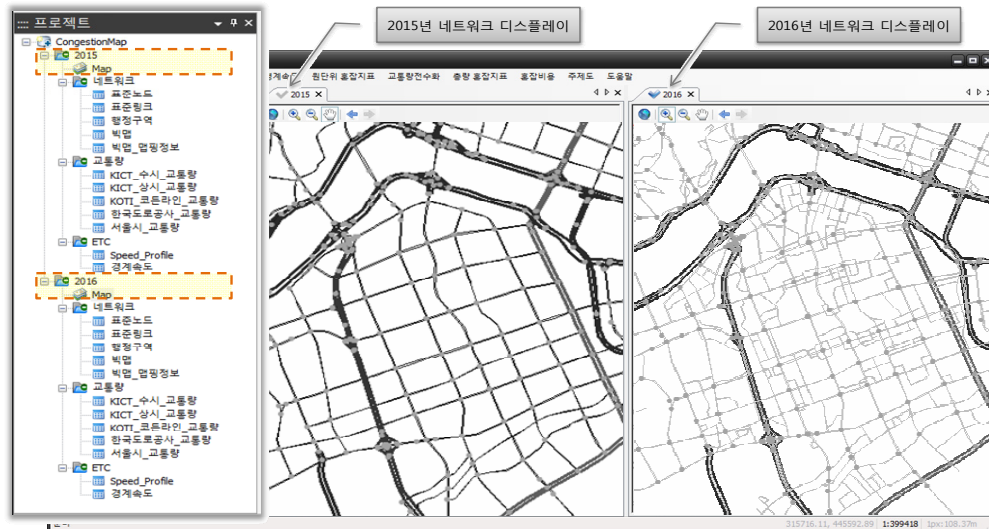 프로젝트
CongestionMap
2015
Map
네트워크
표준노드
표준링크
행정구역
빅맵
빅맵_맵핑정보
교통량
KICT_수시_교통량
KICT_상시_교통량
KOTI_코든라인_교통량
한국도로공사_교통량
서울시_교통량
ETC
Speed_Profile
경계속도
2016
Map
네트워크
표준노드
표준링크
행정구역
빅맵
빅맵_맵핑정보
교통량
KICT_수시_교통량
KICT_상시_교통량
KOTI_코든라인_교통량
한국도로공사_교통량
서울시_교통량
ETC
Speed_Profile
경계속도
2015년 네트워크 디스플레이
2016년 네트워크 디스플레이
원단위 혼잡지표 교통량전수화 총량 혼잡지표 혼잡비용 주제도 도움말
2015
2016
315716.11, 445592.89 1:399418 1px:108.37m